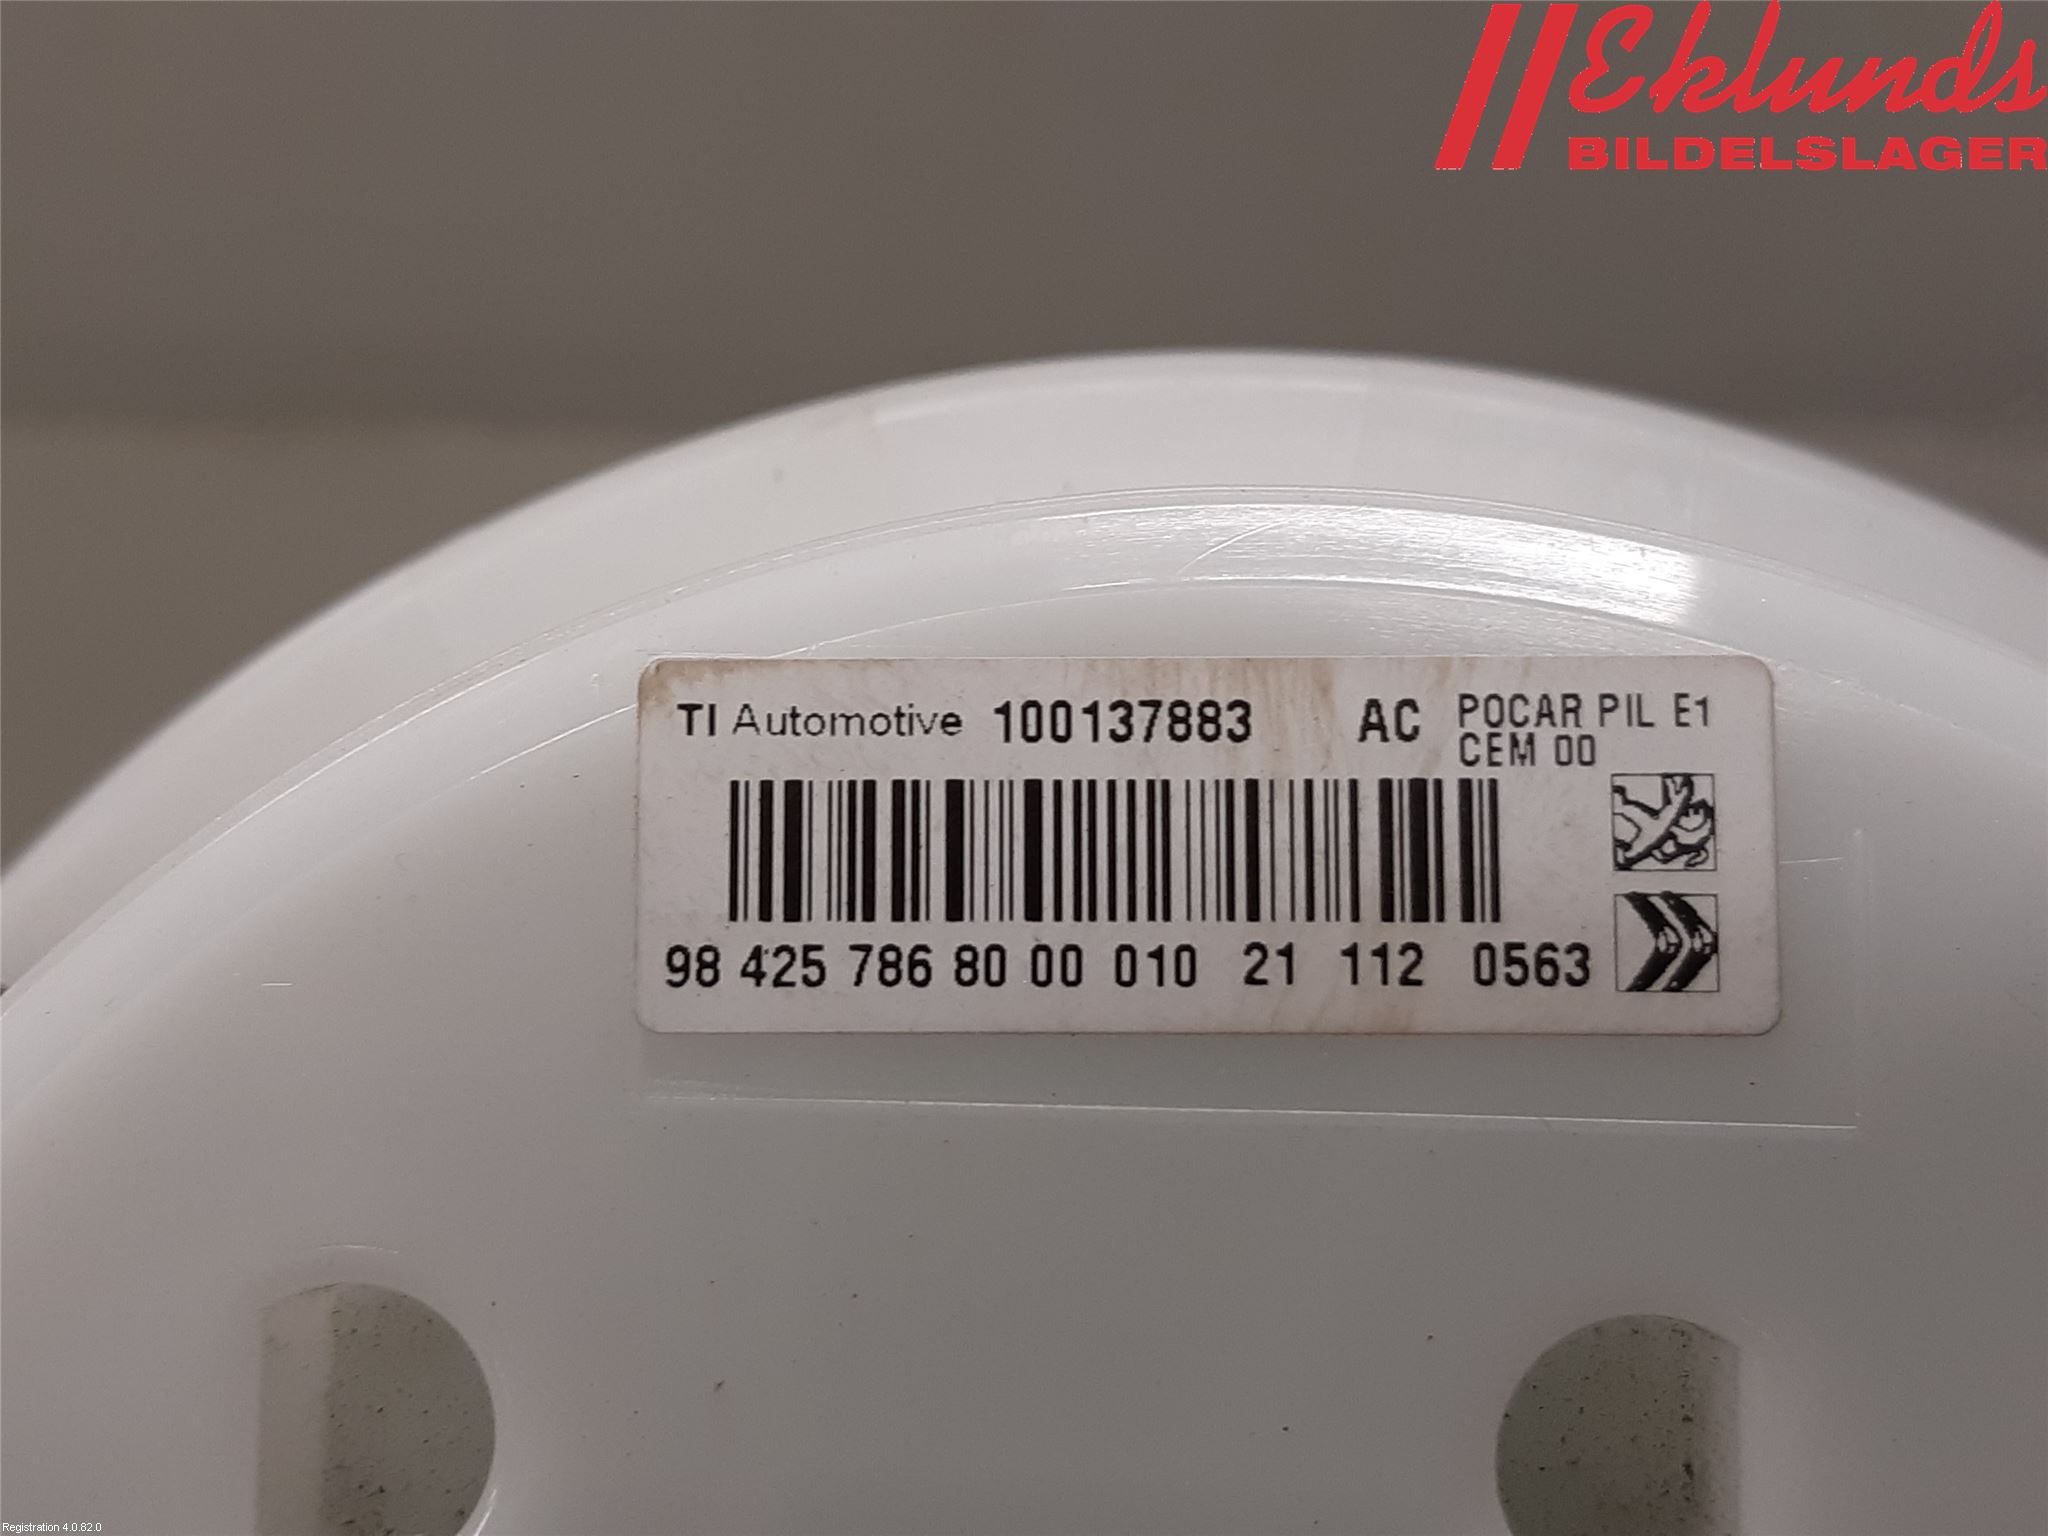 Eklunds
BILDELSLAGER
TI Automotive 100137883 AC POCAR PIL E1
CEM 00
98 425 786 80 00 010 21 112 0563
Registration 4.0.82.0